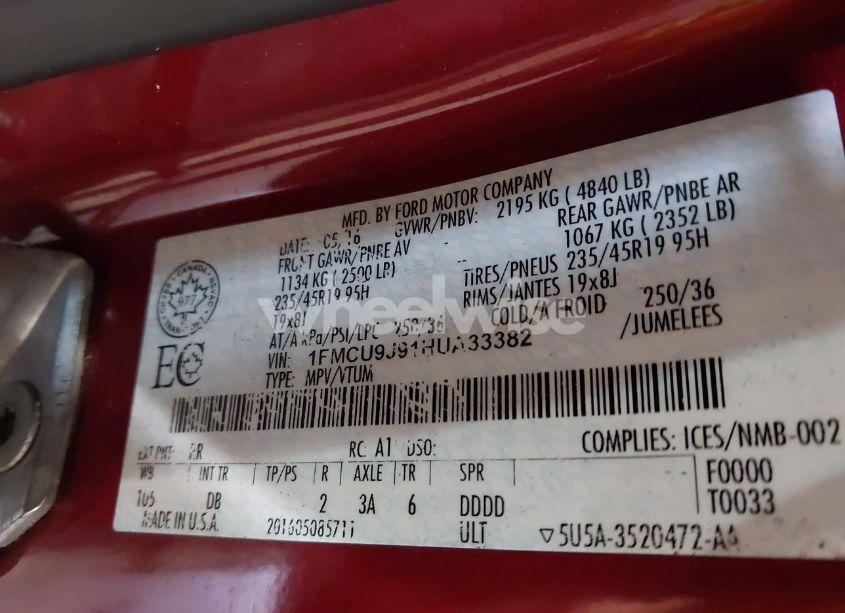 MFD. BY FORD MOTOR COMPANY
DATE: 05/16 GVWR/PNBV: 2195 KG ( 4840 LB)
FRONT GAWR/PNBE AV REAR GAWR/PNBE AR
1134 KG ( 2500 LB) 1067 KG ( 2352 LB)
235/45R19 95H TIRES/PNEUS 235/45R19 95H
19x8J RIMS/JANTES 19x8J
AT/A kPa/PSI/LPC 250/36 COLD/A FROID 250/36
VIN: 1FMCU9J91HUA33382 /JUMELEES
TYPE: MPV/VTUM
977
EC
wheelwise
EXT PNT: RR RC: A1 DSO: COMPLIES: ICES/NMB-002
WB INT TR TP/PS R AXLE TR SPR F0000
105 DB 2 3A 6 DDDD T0033
MADE IN U.S.A. 201605085711 ULT ▽5U5A-3520472-AA